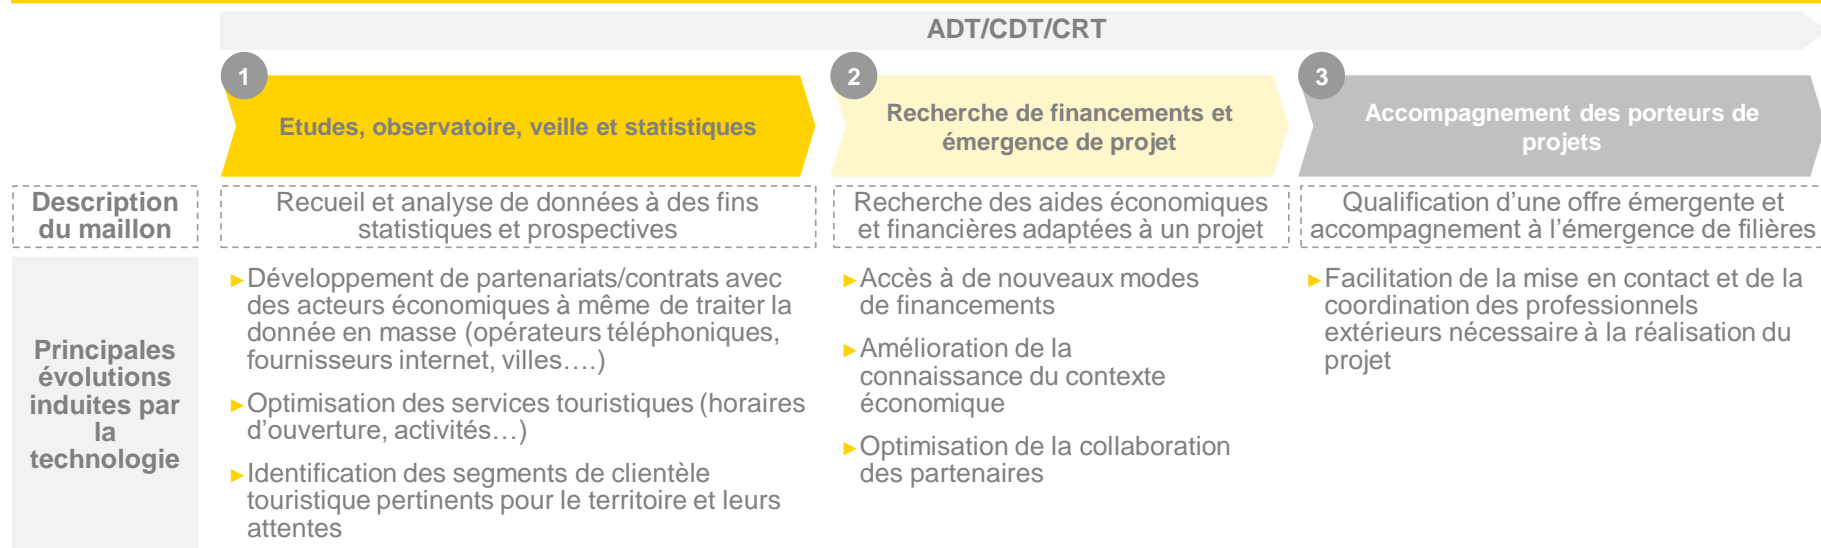 ADT/CDT/CRT
1
Etudes, observatoire, veille et statistiques
2
Recherche de financements et
émergence de projet
3
Accompagnement des porteurs de
projets
Description
du maillon
Recueil et analyse de données à des fins
statistiques et prospectives
Recherche des aides économiques
et financières adaptées à un projet
Qualification d’une offre émergente et
accompagnement à l’émergence de filières
Principales
évolutions
induites par
la
technologie
►Développement de partenariats/contrats avec
des acteurs économiques à même de traiter la
donnée en masse (opérateurs téléphoniques,
fournisseurs internet, villes….)
►Optimisation des services touristiques (horaires
d’ouverture, activités…)
►Identification des segments de clientèle
touristique pertinents pour le territoire et leurs
attentes
►Accès à de nouveaux modes
de financements
►Amélioration de la
connaissance du contexte
économique
►Optimisation de la collaboration
des partenaires
►Facilitation de la mise en contact et de la
coordination des professionnels
extérieurs nécessaire à la réalisation du
projet